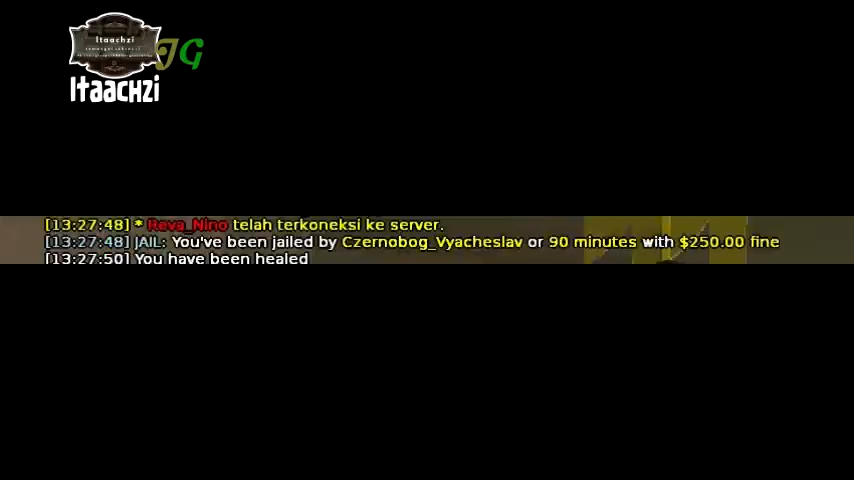 Itaachzi
JG
Itaachzi
[13:27:48] * Reva_Nino telah terkoneksi ke server.
[13:27:48] JAIL: You've been jailed by Czernobog_Vyacheslav or 90 minutes with $250.00 fine
[13:27:50] You have been healed